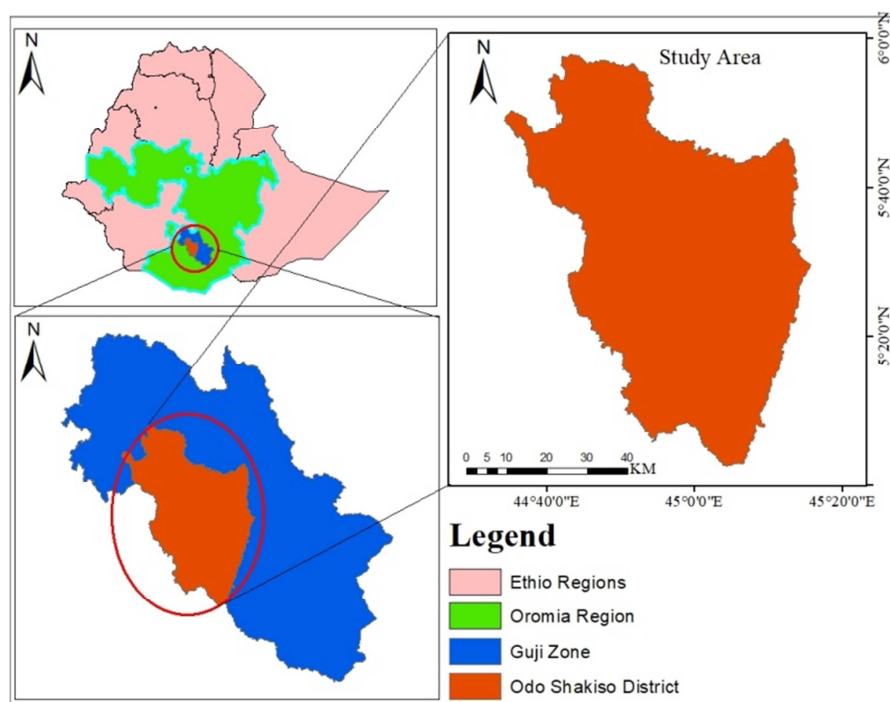 N
N
Study Area
6°0'0"N
5°40'0"N
5°20'0"N
0 5 10 20 30 40
KM
44°40'0"E 45°0'0"E 45°20'0"E
N
Legend
Ethio Regions
Oromia Region
Guji Zone
Odo Shakiso District